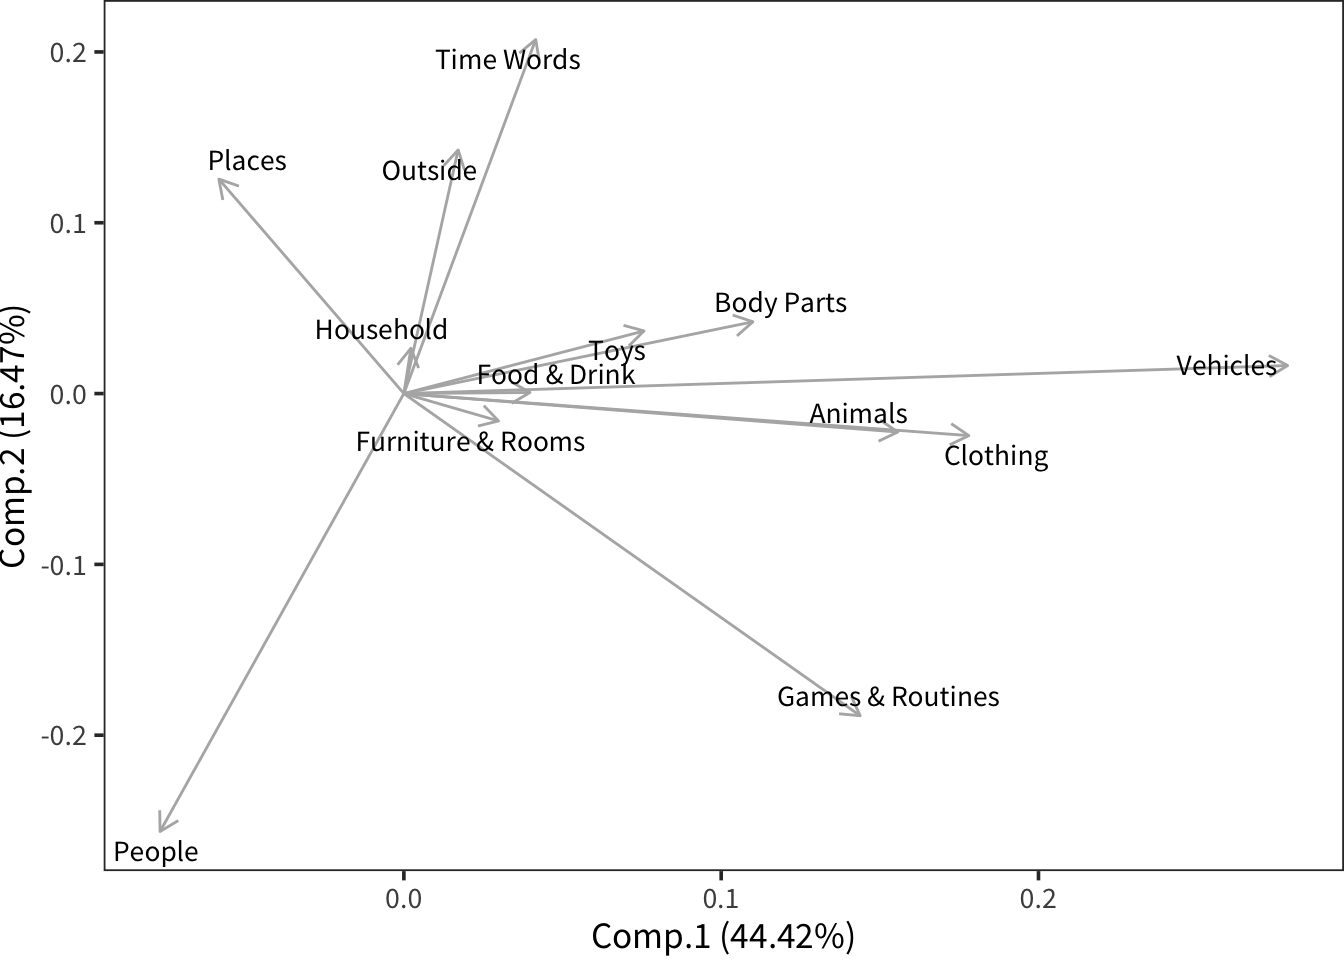 0.2
Time Words
Places
Outside
0.1
Body Parts
Household
Toys
Vehicles
Food & Drink
0.0
Animals
Furniture & Rooms
Clothing
-0.1
Games & Routines
-0.2
People
Comp.2 (16.47%)
0.0 0.1 0.2
Comp.1 (44.42%)